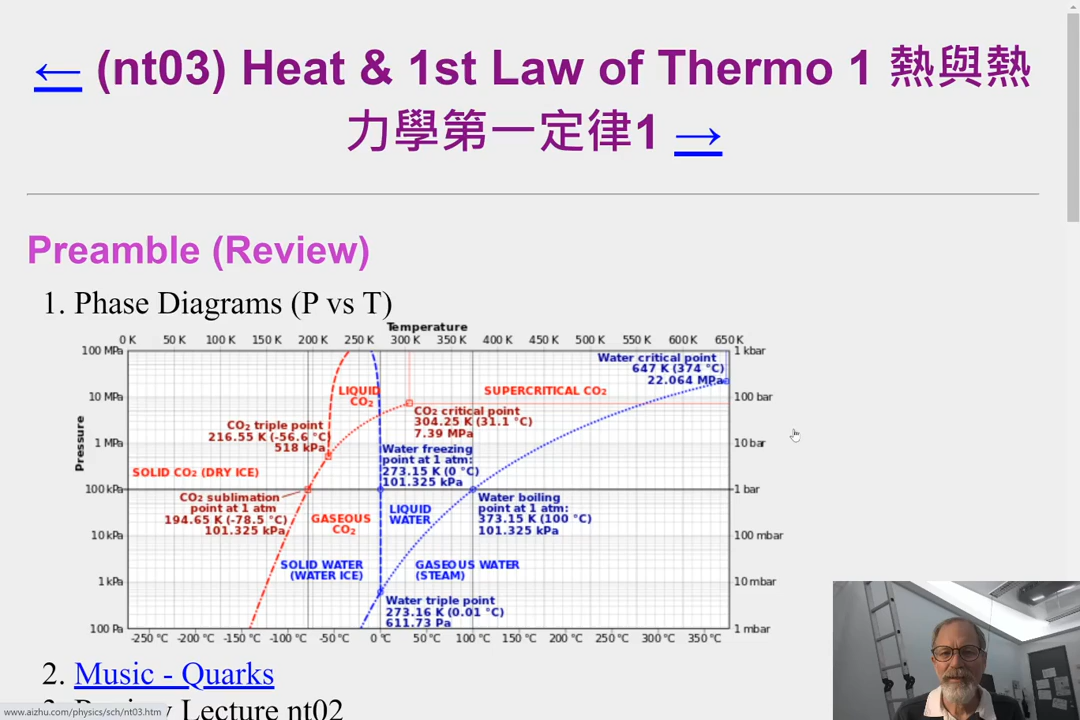 ← (nt03) Heat & 1st Law of Thermo 1 熱與熱
力學第一定律1 →
Preamble (Review)
1. Phase Diagrams (P vs T)
Temperature
0 K 50 K 100 K 150 K 200 K 250 K 300 K 350 K 400 K 450 K 500 K 550 K 600 K 650 K
100 MPa
10 MPa
1 MPa
100 kPa
10 kPa
1 kPa
100 Pa
Pressure
1 kbar
100 bar
10 bar
1 bar
100 mbar
10 mbar
1 mbar
LIQUID
CO₂
SUPERCRITICAL CO₂
Water critical point
647 K (374 °C)
22.064 MPa
CO₂ critical point
304.25 K (31.1 °C)
7.39 MPa
CO₂ triple point
216.55 K (-56.6 °C)
518 kPa
SOLID CO₂ (DRY ICE)
Water freezing
point at 1 atm:
273.15 K (0 °C)
101.325 kPa
CO₂ sublimation
point at 1 atm
194.65 K (-78.5 °C)
101.325 kPa
GASEOUS
CO₂
LIQUID
WATER
Water boiling
point at 1 atm:
373.15 K (100 °C)
101.325 kPa
SOLID WATER
(WATER ICE)
GASEOUS WATER
(STEAM)
Water triple point
273.16 K (0.01 °C)
611.73 Pa
-250 °C -200 °C -150 °C -100 °C -50 °C 0 °C 50 °C 100 °C 150 °C 200 °C 250 °C 300 °C 350 °C
2. Music - Quarks
3. Review Lecture nt02
www.aizhu.com/physics/sch/nt03.htm